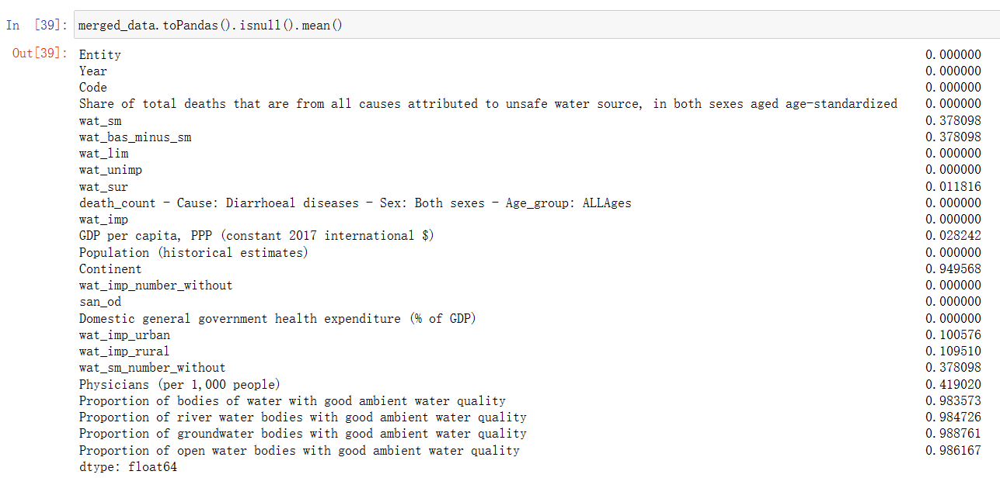 In [39]: merged_data.toPandas().isnull().mean()
Out[39]: Entity 0.000000
Year 0.000000
Code 0.000000
Share of total deaths that are from all causes attributed to unsafe water source, in both sexes aged age-standardized 0.000000
wat_sm 0.378098
wat_bas_minus_sm 0.378098
wat_lim 0.000000
wat_unimp 0.000000
wat_sur 0.011816
death_count - Cause: Diarrhoeal diseases - Sex: Both sexes - Age_group: ALLAges 0.000000
wat_imp 0.000000
GDP per capita, PPP (constant 2017 international $) 0.028242
Population (historical estimates) 0.000000
Continent 0.949568
wat_imp_number_without 0.000000
san_od 0.000000
Domestic general government health expenditure (% of GDP) 0.000000
wat_imp_urban 0.100576
wat_imp_rural 0.109510
wat_sm_number_without 0.378098
Physicians (per 1,000 people) 0.419020
Proportion of bodies of water with good ambient water quality 0.983573
Proportion of river water bodies with good ambient water quality 0.984726
Proportion of groundwater bodies with good ambient water quality 0.988761
Proportion of open water bodies with good ambient water quality 0.986167
dtype: float64